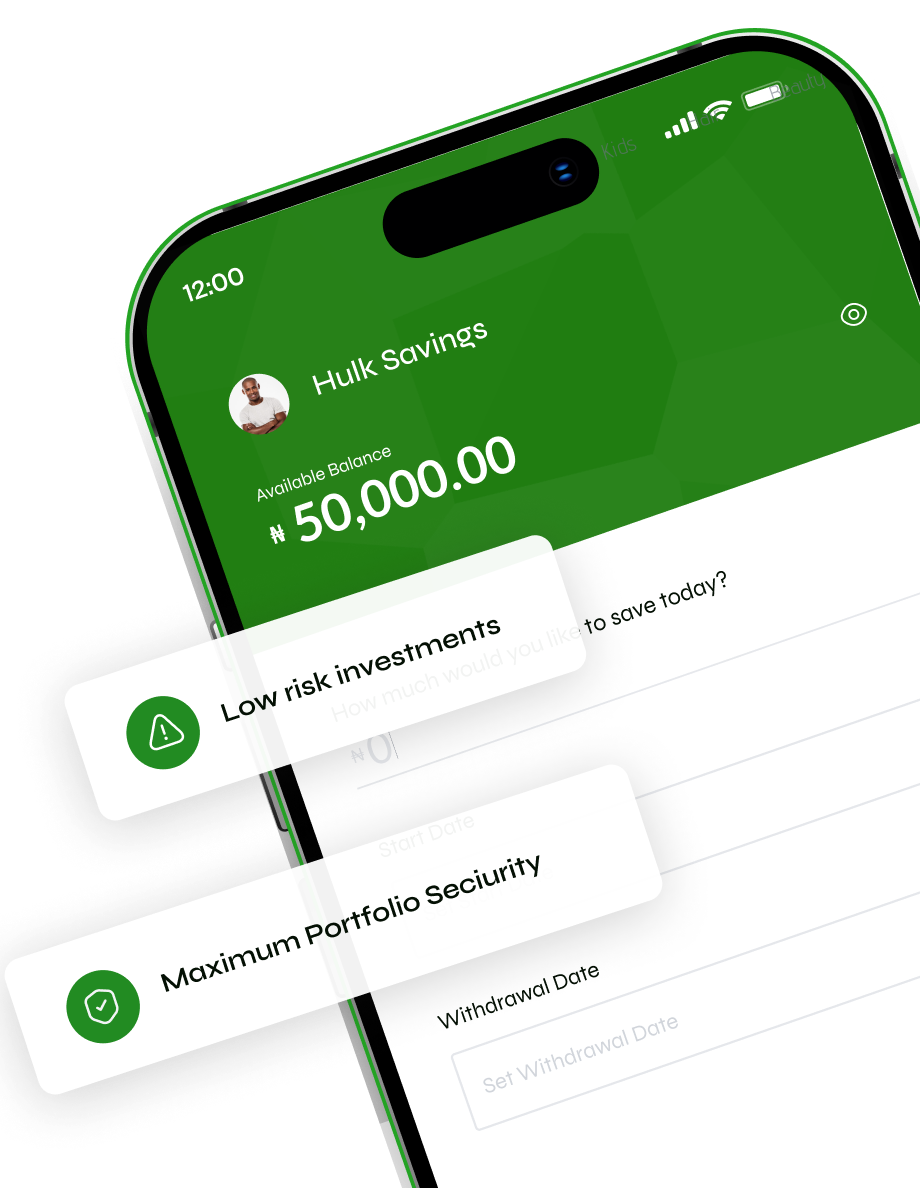 Kids
Hair
Beauty
12:00
Hulk Savings
Available Balance
₦ 50,000.00
How much would you like to save today?
Low risk investments
₦0
Start Date
Maximum Portfolio Seciurity
Withdrawal Date
Set Withdrawal Date